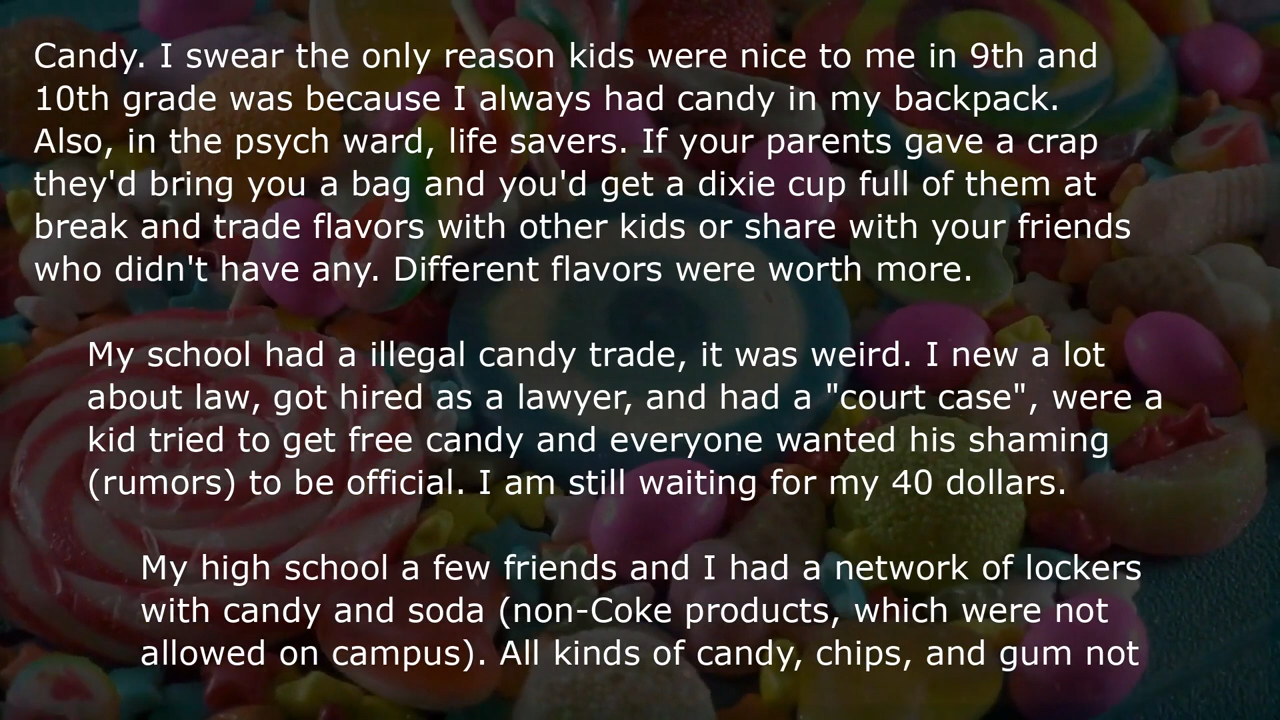 Candy. I swear the only reason kids were nice to me in 9th and
10th grade was because I always had candy in my backpack.
Also, in the psych ward, life savers. If your parents gave a crap
they'd bring you a bag and you'd get a dixie cup full of them at
break and trade flavors with other kids or share with your friends
who didn't have any. Different flavors were worth more.
My school had a illegal candy trade, it was weird. I new a lot
about law, got hired as a lawyer, and had a "court case", were a
kid tried to get free candy and everyone wanted his shaming
(rumors) to be official. I am still waiting for my 40 dollars.
My high school a few friends and I had a network of lockers
with candy and soda (non-Coke products, which were not
allowed on campus). All kinds of candy, chips, and gum not